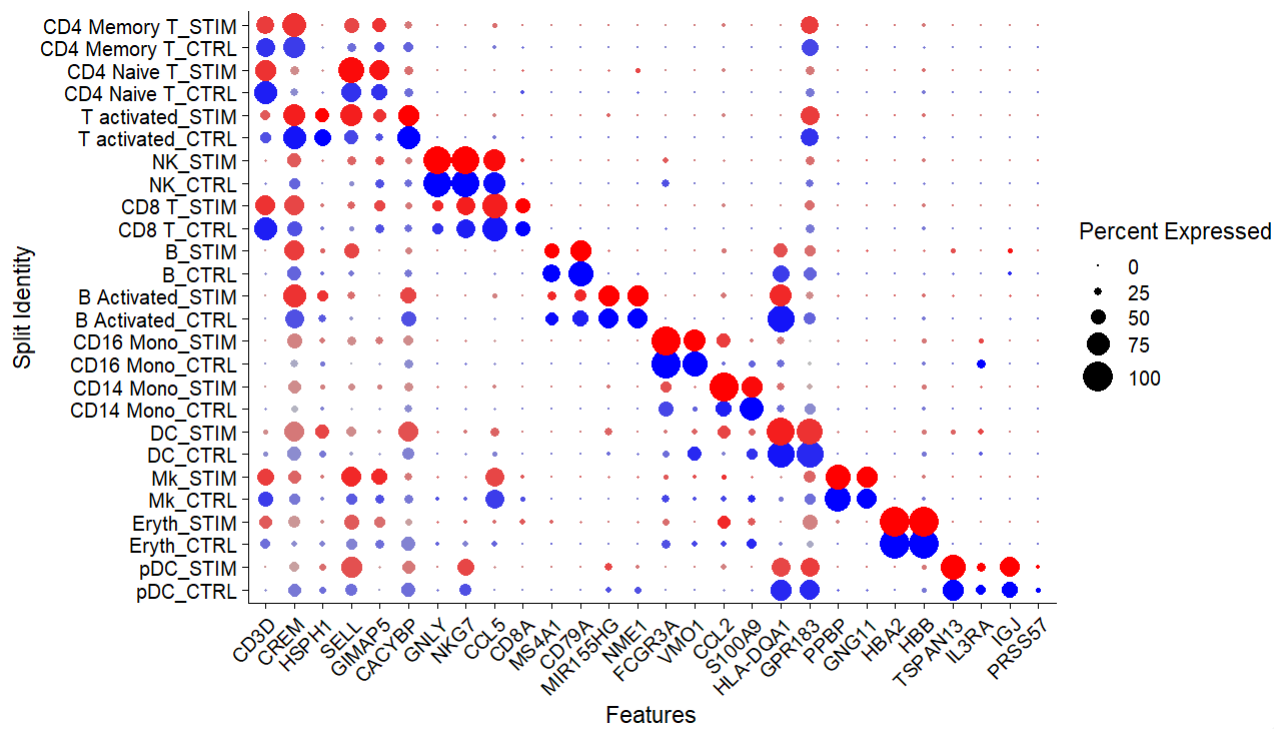 CD4 Memory T_STIM
CD4 Memory T_CTRL
CD4 Naive T_STIM
CD4 Naive T_CTRL
T activated_STIM
T activated_CTRL
NK_STIM
NK_CTRL
CD8 T_STIM
CD8 T_CTRL
B_STIM
B_CTRL
B Activated_STIM
B Activated_CTRL
CD16 Mono_STIM
CD16 Mono_CTRL
CD14 Mono_STIM
CD14 Mono_CTRL
DC_STIM
DC_CTRL
Mk_STIM
Mk_CTRL
Eryth_STIM
Eryth_CTRL
pDC_STIM
pDC_CTRL
Split Identity
CD3D
CREM
HSPH1
SELL
GIMAP5
CACYBP
GNLY
NKG7
CCL5
CD8A
MS4A1
CD79A
MIR155HG
NME1
FCGR3A
VMO1
CCL2
S100A9
HLA-DQA1
GPR183
PPBP
GNG11
HBA2
HBB
TSPAN13
IL3RA
IGJ
PRSS57
Features
Percent Expressed
0
25
50
75
100